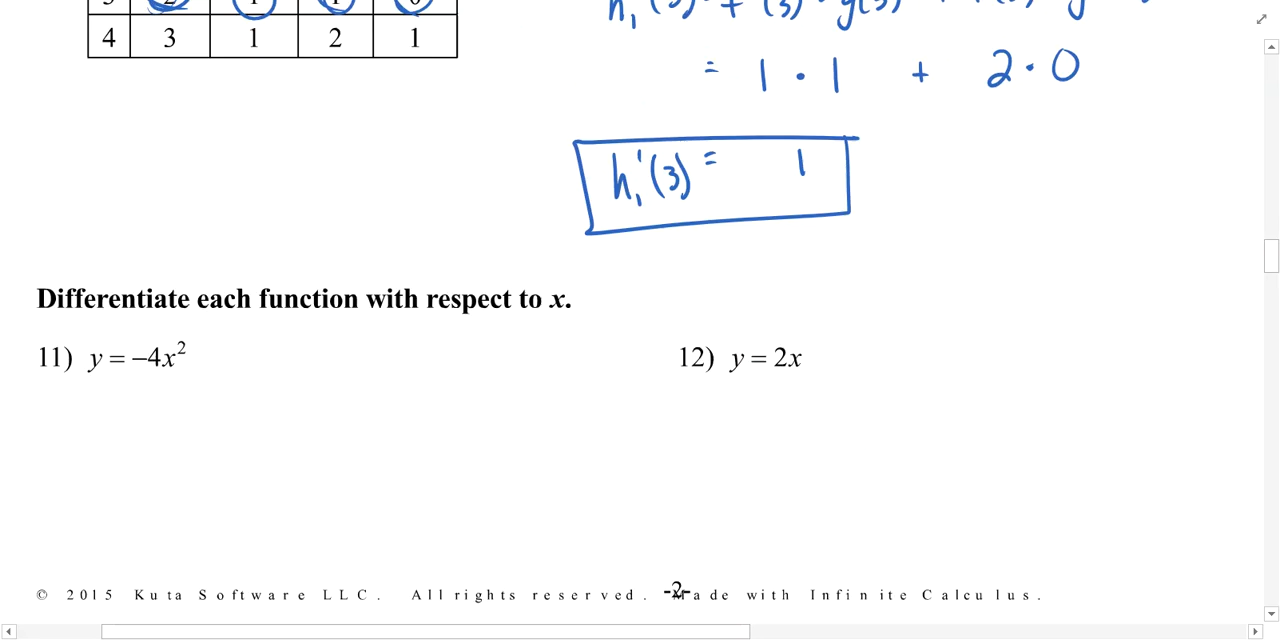 4 3 1 2 1
= 1 · 1 + 2 · 0
h₁'(3) = 1
Differentiate each function with respect to x.
11) y = −4x²
12) y = 2x
© 2015 Kuta Software LLC. All rights reserved. -2- Made with Infinite Calculus.